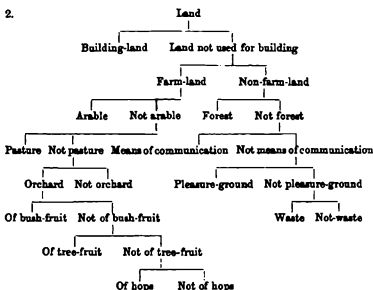 2. Land
Building-land Land not used for building
Farm-land Non-farm-land
Arable Not arable Forest Not forest
Pasture Not pasture Means of communication Not means of communication
Orchard Not orchard Pleasure-ground Not pleasure-ground
Of bush-fruit Not of bush-fruit Waste Not-waste
Of tree-fruit Not of tree-fruit
Of hops Not of hops